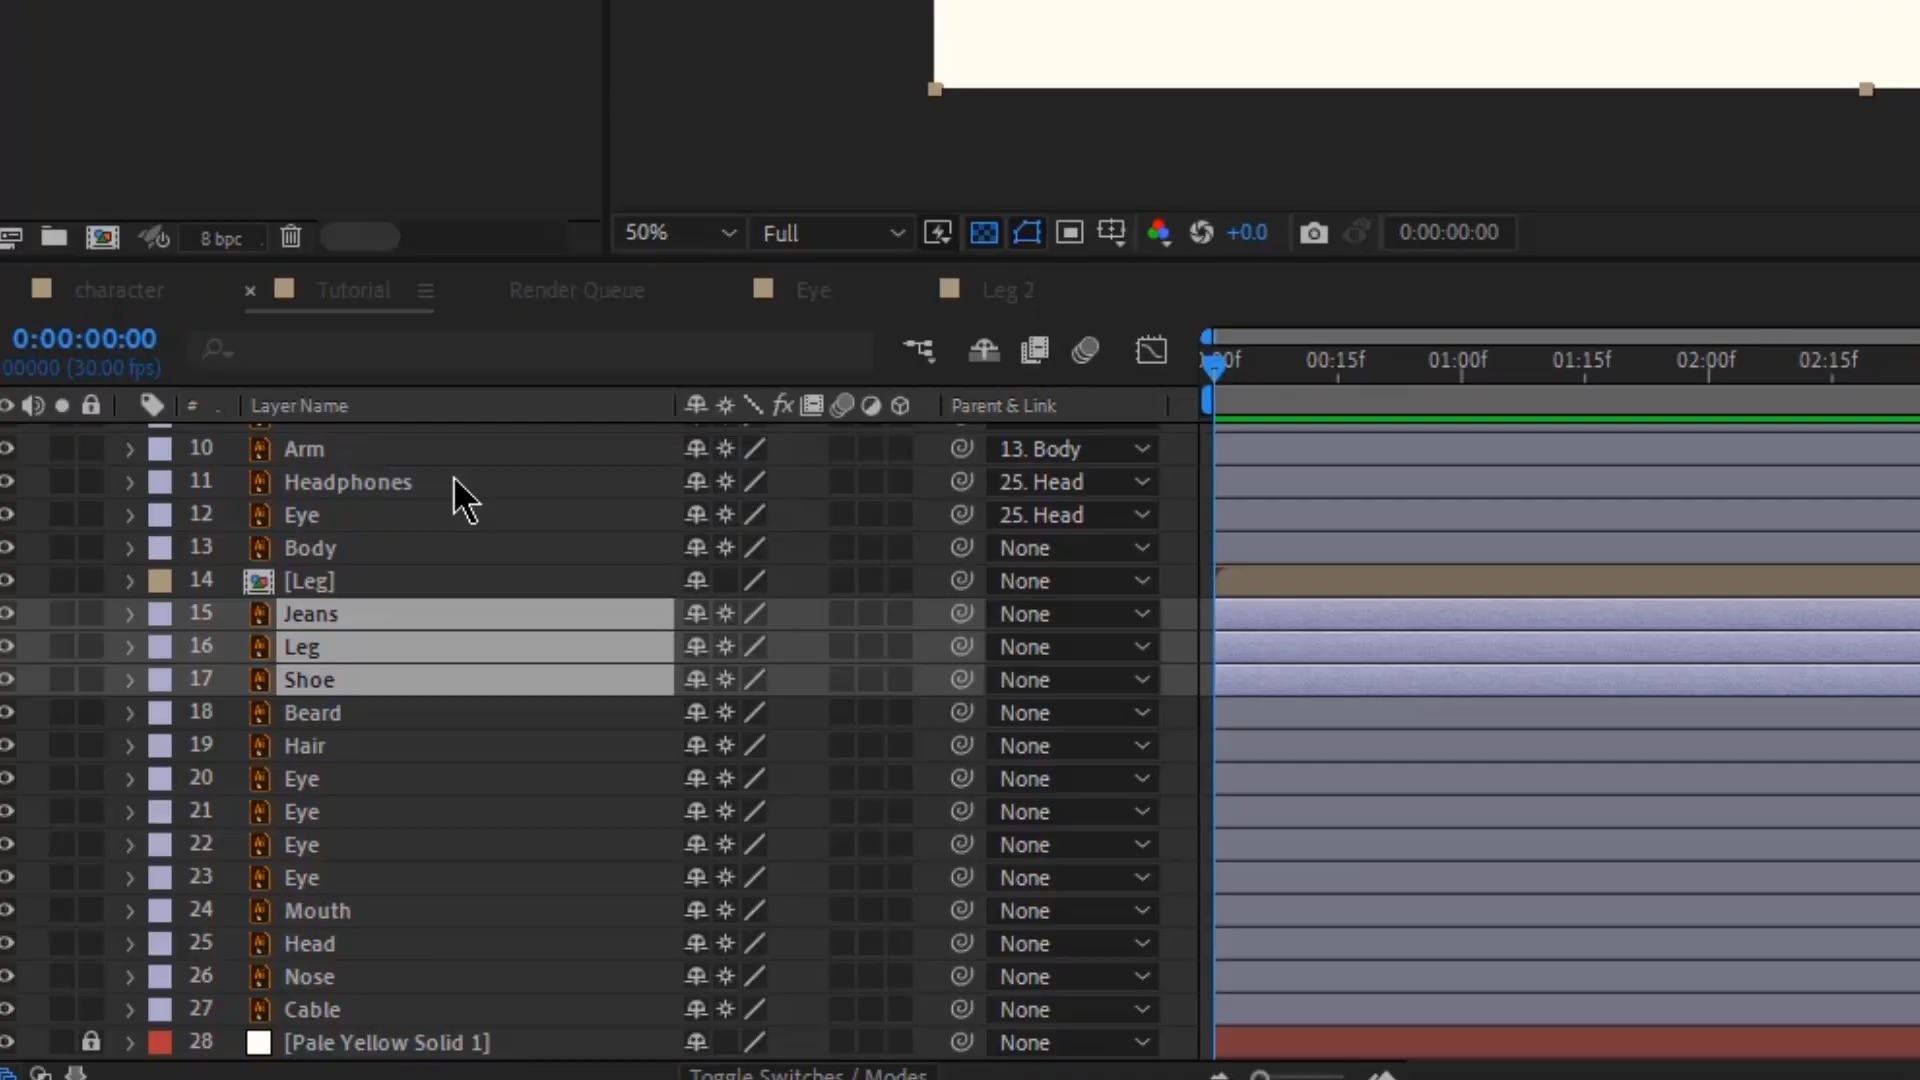 8 bpc
50% Full +0.0 0:00:00:00
character × Tutorial Render Queue Eye Leg 2
0:00:00:00
00000 (30.00 fps)
:00f 00:15f 01:00f 01:15f 02:00f 02:15f
# . Layer Name fx Parent & Link
10 Arm 13. Body
11 Headphones 25. Head
12 Eye 25. Head
13 Body None
14 [Leg] None
15 Jeans None
16 Leg None
17 Shoe None
18 Beard None
19 Hair None
20 Eye None
21 Eye None
22 Eye None
23 Eye None
24 Mouth None
25 Head None
26 Nose None
27 Cable None
28 [Pale Yellow Solid 1] None
Toggle Switches / Modes